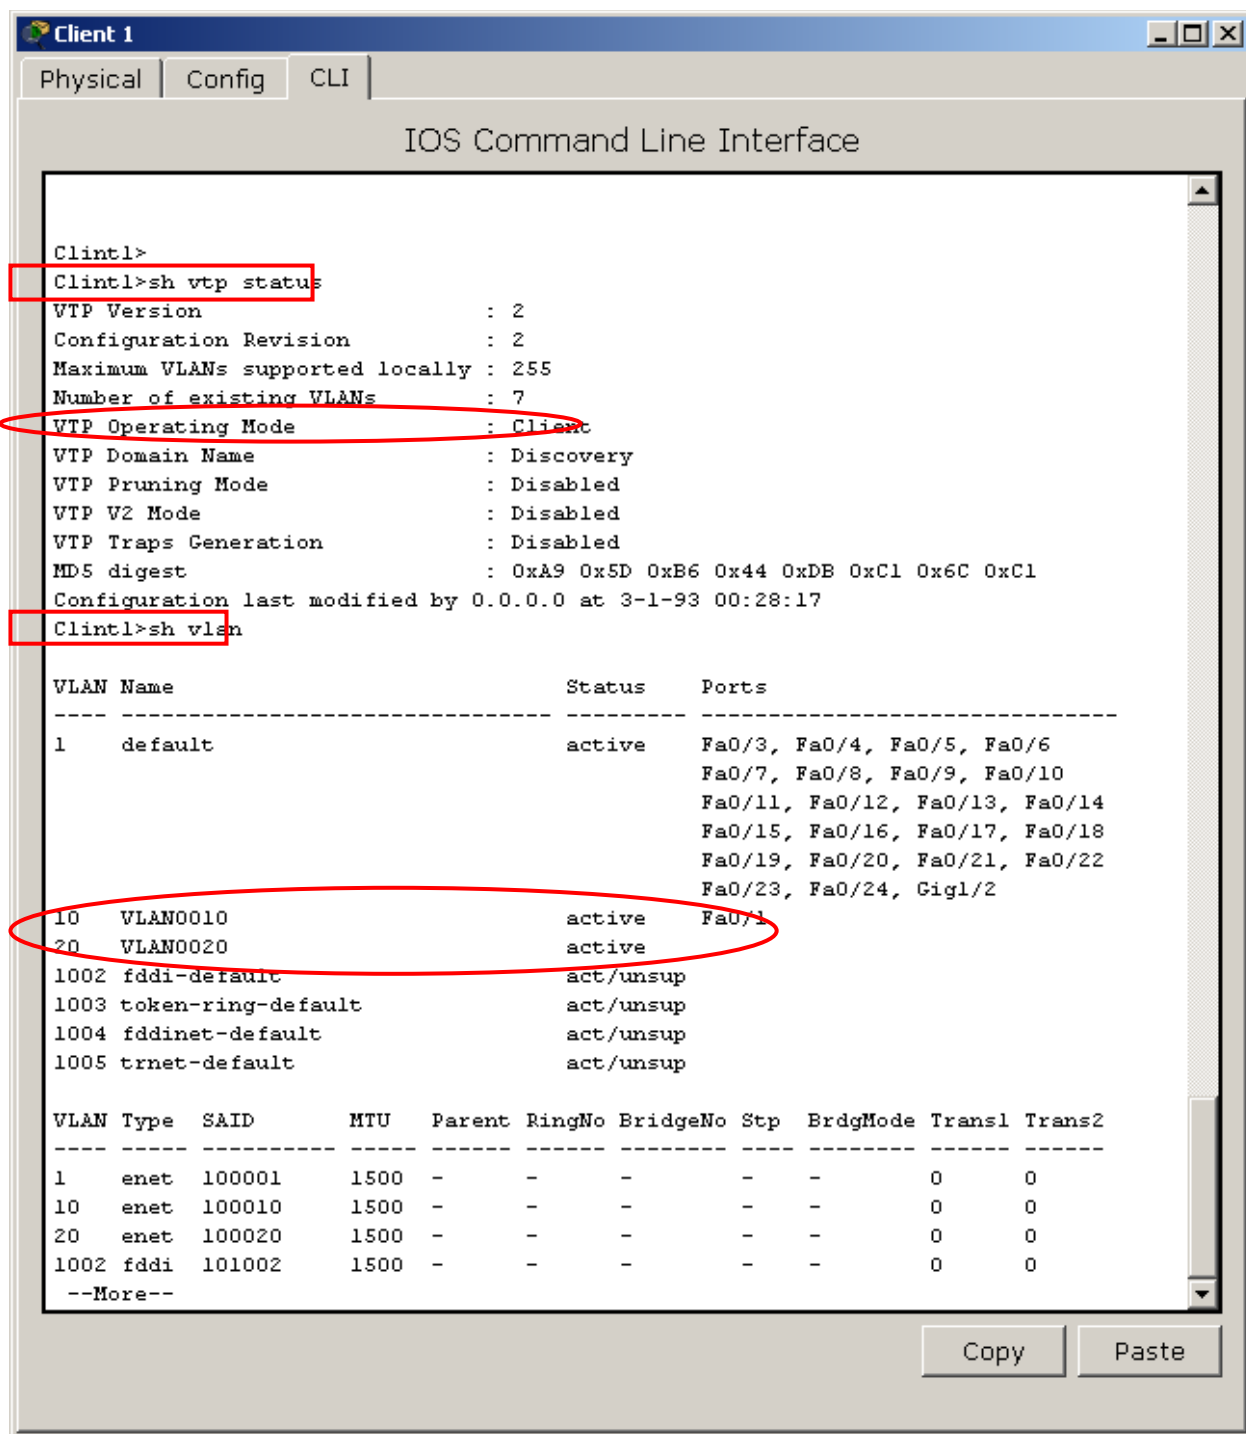 Client 1
Physical Config CLI
IOS Command Line Interface
Clint1>
Clint1>sh vtp status
VTP Version                     : 2
Configuration Revision          : 2
Maximum VLANs supported locally : 255
Number of existing VLANs        : 7
VTP Operating Mode              : Client
VTP Domain Name                 : Discovery
VTP Pruning Mode                : Disabled
VTP V2 Mode                     : Disabled
VTP Traps Generation            : Disabled
MD5 digest                      : 0xA9 0x5D 0xB6 0x44 0xDB 0xC1 0x6C 0xC1
Configuration last modified by 0.0.0.0 at 3-1-93 00:28:17
Clint1>sh vlan
VLAN Name                             Status    Ports
---- -------------------------------- --------- -------------------------------
1    default                          active    Fa0/3, Fa0/4, Fa0/5, Fa0/6
Fa0/7, Fa0/8, Fa0/9, Fa0/10
Fa0/11, Fa0/12, Fa0/13, Fa0/14
Fa0/15, Fa0/16, Fa0/17, Fa0/18
Fa0/19, Fa0/20, Fa0/21, Fa0/22
Fa0/23, Fa0/24, Gig1/2
10   VLAN0010                         active    Fa0/1
20   VLAN0020                         active
1002 fddi-default                     act/unsup
1003 token-ring-default               act/unsup
1004 fddinet-default                  act/unsup
1005 trnet-default                    act/unsup
VLAN Type  SAID       MTU   Parent RingNo BridgeNo Stp  BrdgMode Trans1 Trans2
---- ----- ---------- ----- ------ ------ -------- ---- -------- ------ ------
1    enet  100001     1500  -      -      -        -    -        0      0
10   enet  100010     1500  -      -      -        -    -        0      0
20   enet  100020     1500  -      -      -        -    -        0      0
1002 fddi  101002     1500  -      -      -        -    -        0      0
--More--
Copy Paste